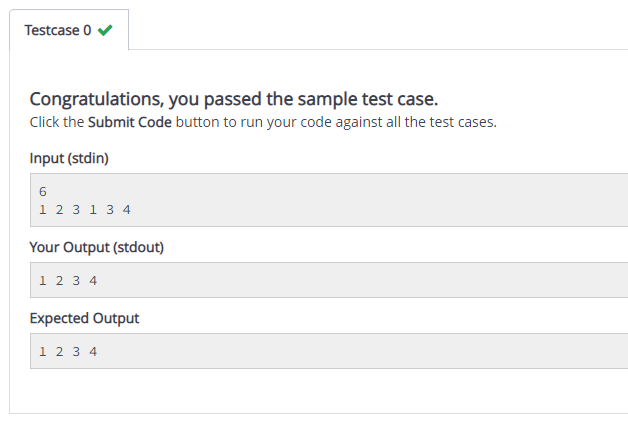 Testcase 0
Congratulations, you passed the sample test case.
Click the Submit Code button to run your code against all the test cases.
Input (stdin)
6
1 2 3 1 3 4
Your Output (stdout)
1 2 3 4
Expected Output
1 2 3 4